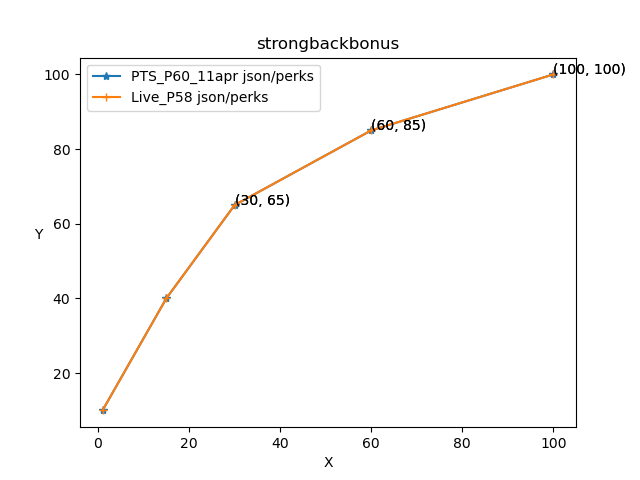 strongbackbonus
PTS_P60_11apr json/perks
Live_P58 json/perks
(100, 100)
(60, 85)
(30, 65)
100
80
60
40
20
Y
0 20 40 60 80 100
X